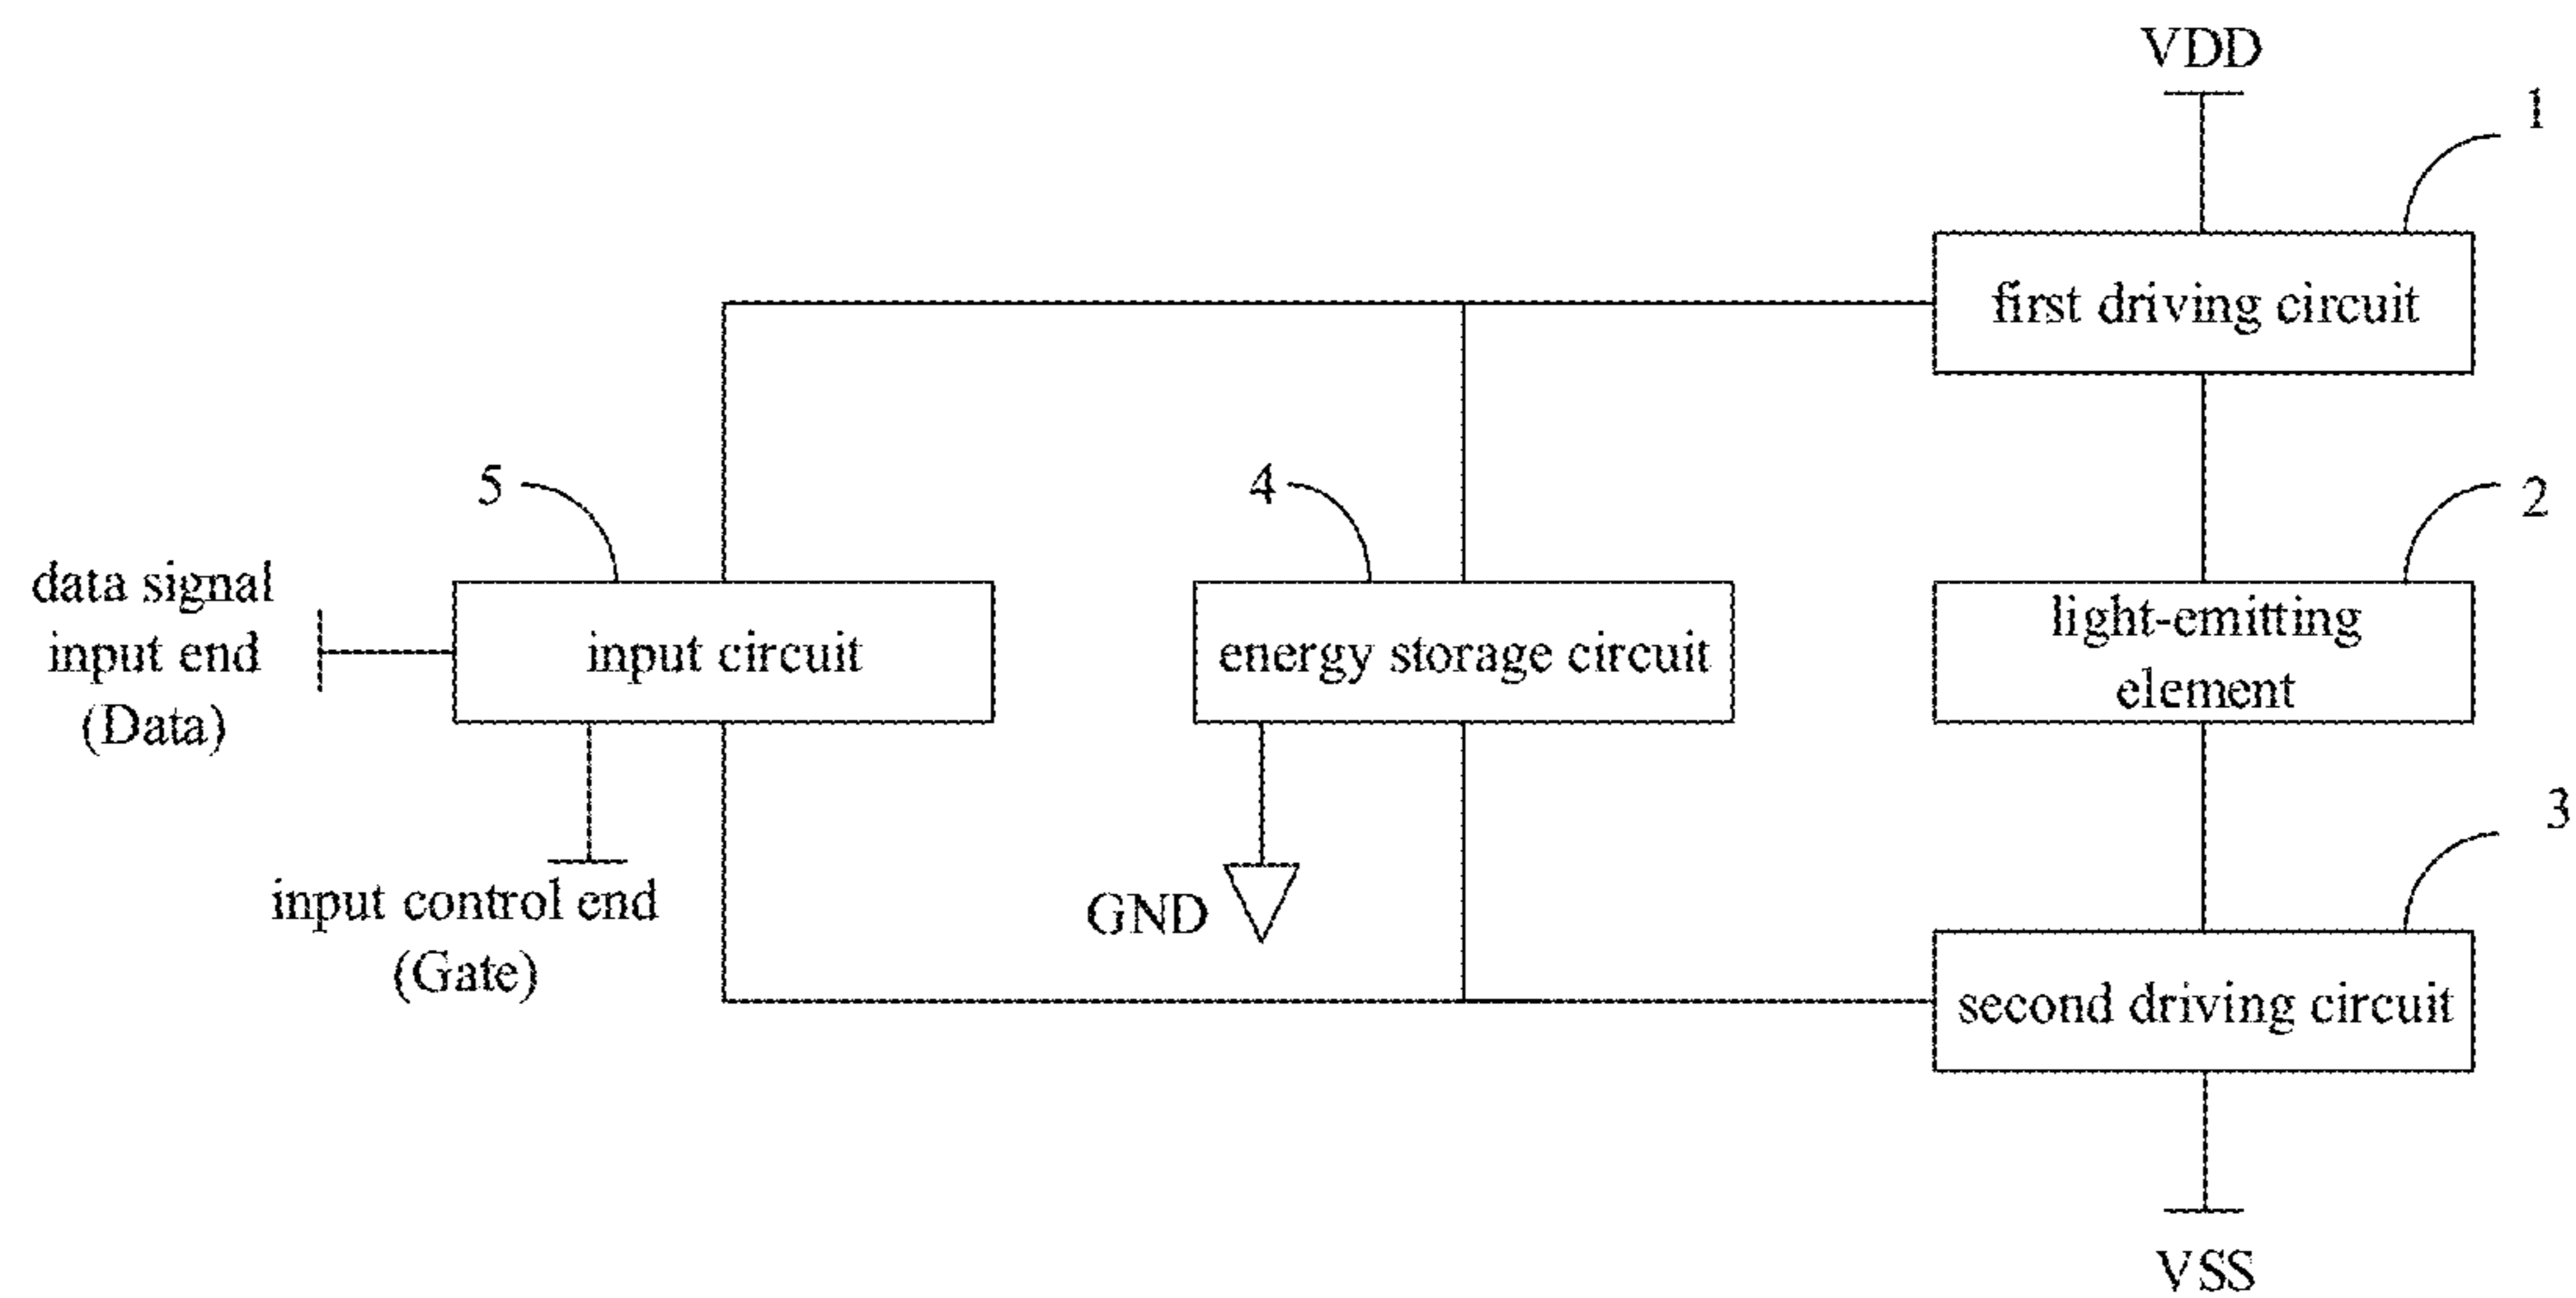 VDD
1
first driving circuit
5
4
2
data signal
input end
(Data)
input circuit
energy storage circuit
light-emitting
element
3
input control end
(Gate)
GND
second driving circuit
VSS